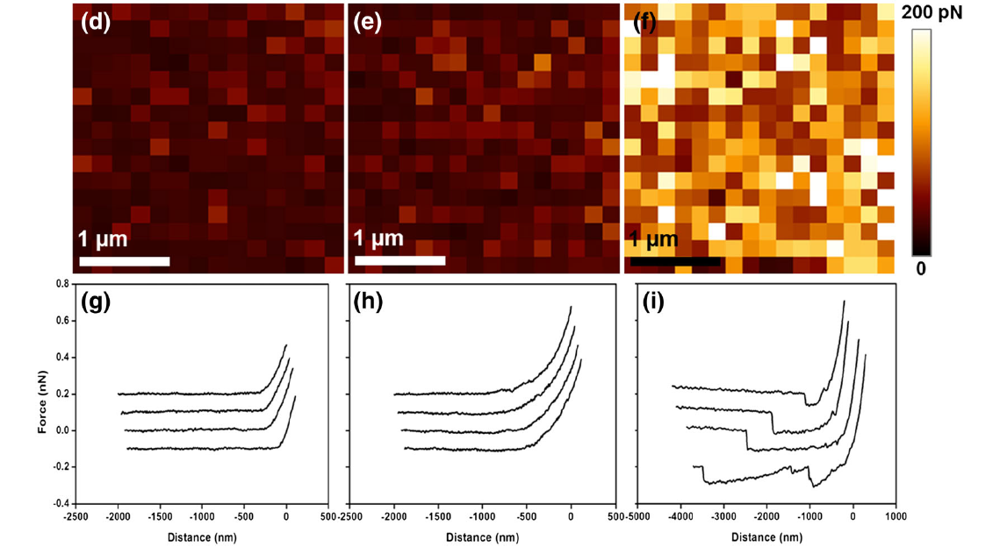 (d)
(e)
(f)
200 pN
1 µm
1 µm
1 µm
0
(g)
(h)
(i)
0.8
0.6
0.4
0.2
0.0
-0.2
-0.4
Force (nN)
-2500 -2000 -1500 -1000 -500 0 500
-2500 -2000 -1500 -1000 -500 0 500
-5000 -4000 -3000 -2000 -1000 0 1000
Distance (nm)
Distance (nm)
Distance (nm)